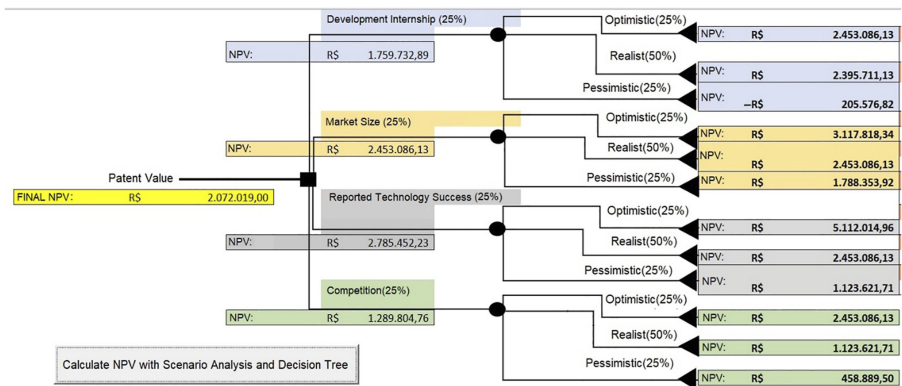 Development Internship (25%)
NPV: R$ 1.759.732,89
Optimistic(25%)
NPV: R$ 2.453.086,13
Realist(50%)
NPV: R$ 2.395.711,13
Pessimistic(25%)
NPV: –R$ 205.576,82
Market Size (25%)
NPV: R$ 2.453.086,13
Optimistic(25%)
NPV: R$ 3.117.818,34
Realist(50%)
NPV: R$ 2.453.086,13
Pessimistic(25%)
NPV: R$ 1.788.353,92
Patent Value
FINAL NPV: R$ 2.072.019,00
Reported Technology Success (25%)
NPV: R$ 2.785.452,23
Optimistic(25%)
NPV: R$ 5.112.014,96
Realist(50%)
NPV: R$ 2.453.086,13
Pessimistic(25%)
NPV: R$ 1.123.621,71
Competition(25%)
NPV: R$ 1.289.804,76
Optimistic(25%)
NPV: R$ 2.453.086,13
Realist(50%)
NPV: R$ 1.123.621,71
Pessimistic(25%)
NPV: R$ 458.889,50
Calculate NPV with Scenario Analysis and Decision Tree